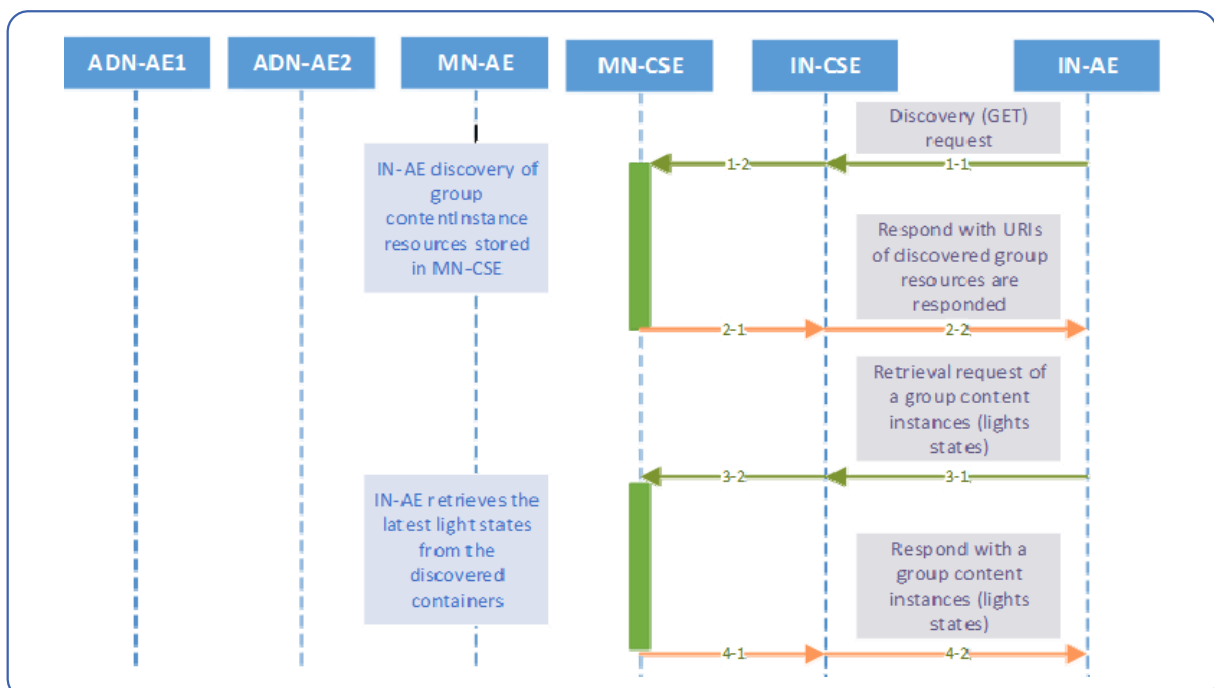 ADN-AE1
ADN-AE2
MN-AE
MN-CSE
IN-CSE
IN-AE
Discovery (GET)
request
1-2
1-1
IN-AE discovery of
group
contentInstance
resources stored
in MN-CSE
Respond with URIs
of discovered group
resources are
responded
2-1
2-2
Retrieval request of
a group content
instances (lights
states)
3-2
3-1
IN-AE retrieves the
latest light states
from the
discovered
containers
Respond with a
group content
instances (lights
states)
4-1
4-2